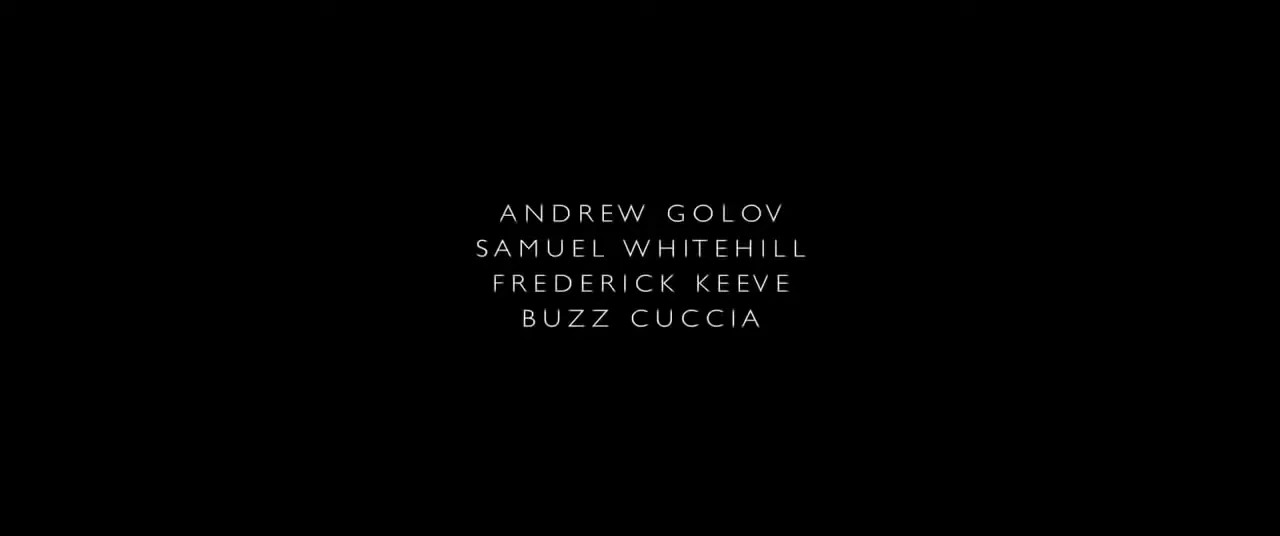 ANDREW GOLOV
SAMUEL WHITEHILL
FREDERICK KEEVE
BUZZ CUCCIA